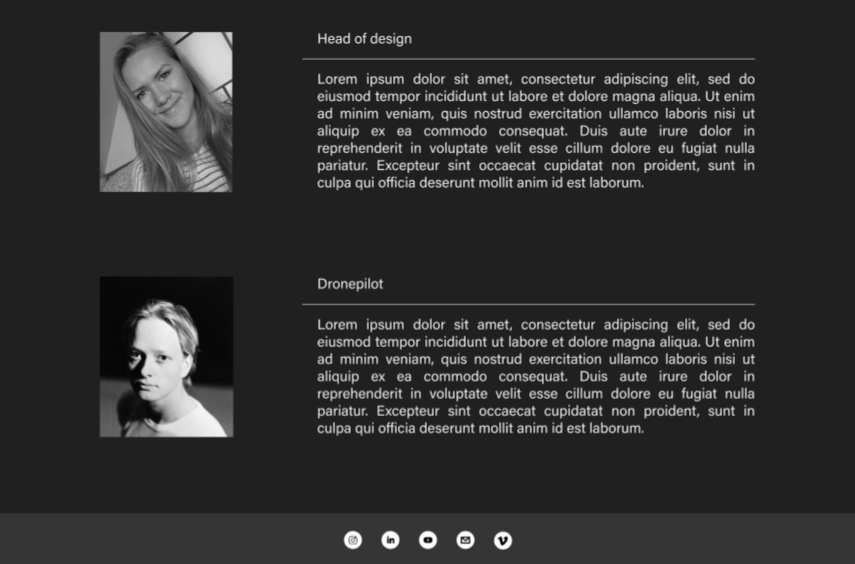 Head of design
Lorem ipsum dolor sit amet, consectetur adipiscing elit, sed do
eiusmod tempor incididunt ut labore et dolore magna aliqua. Ut enim
ad minim veniam, quis nostrud exercitation ullamco laboris nisi ut
aliquip ex ea commodo consequat. Duis aute irure dolor in
reprehenderit in voluptate velit esse cillum dolore eu fugiat nulla
pariatur. Excepteur sint occaecat cupidatat non proident, sunt in
culpa qui officia deserunt mollit anim id est laborum.
Dronepilot
Lorem ipsum dolor sit amet, consectetur adipiscing elit, sed do
eiusmod tempor incididunt ut labore et dolore magna aliqua. Ut enim
ad minim veniam, quis nostrud exercitation ullamco laboris nisi ut
aliquip ex ea commodo consequat. Duis aute irure dolor in
reprehenderit in voluptate velit esse cillum dolore eu fugiat nulla
pariatur. Excepteur sint occaecat cupidatat non proident, sunt in
culpa qui officia deserunt mollit anim id est laborum.